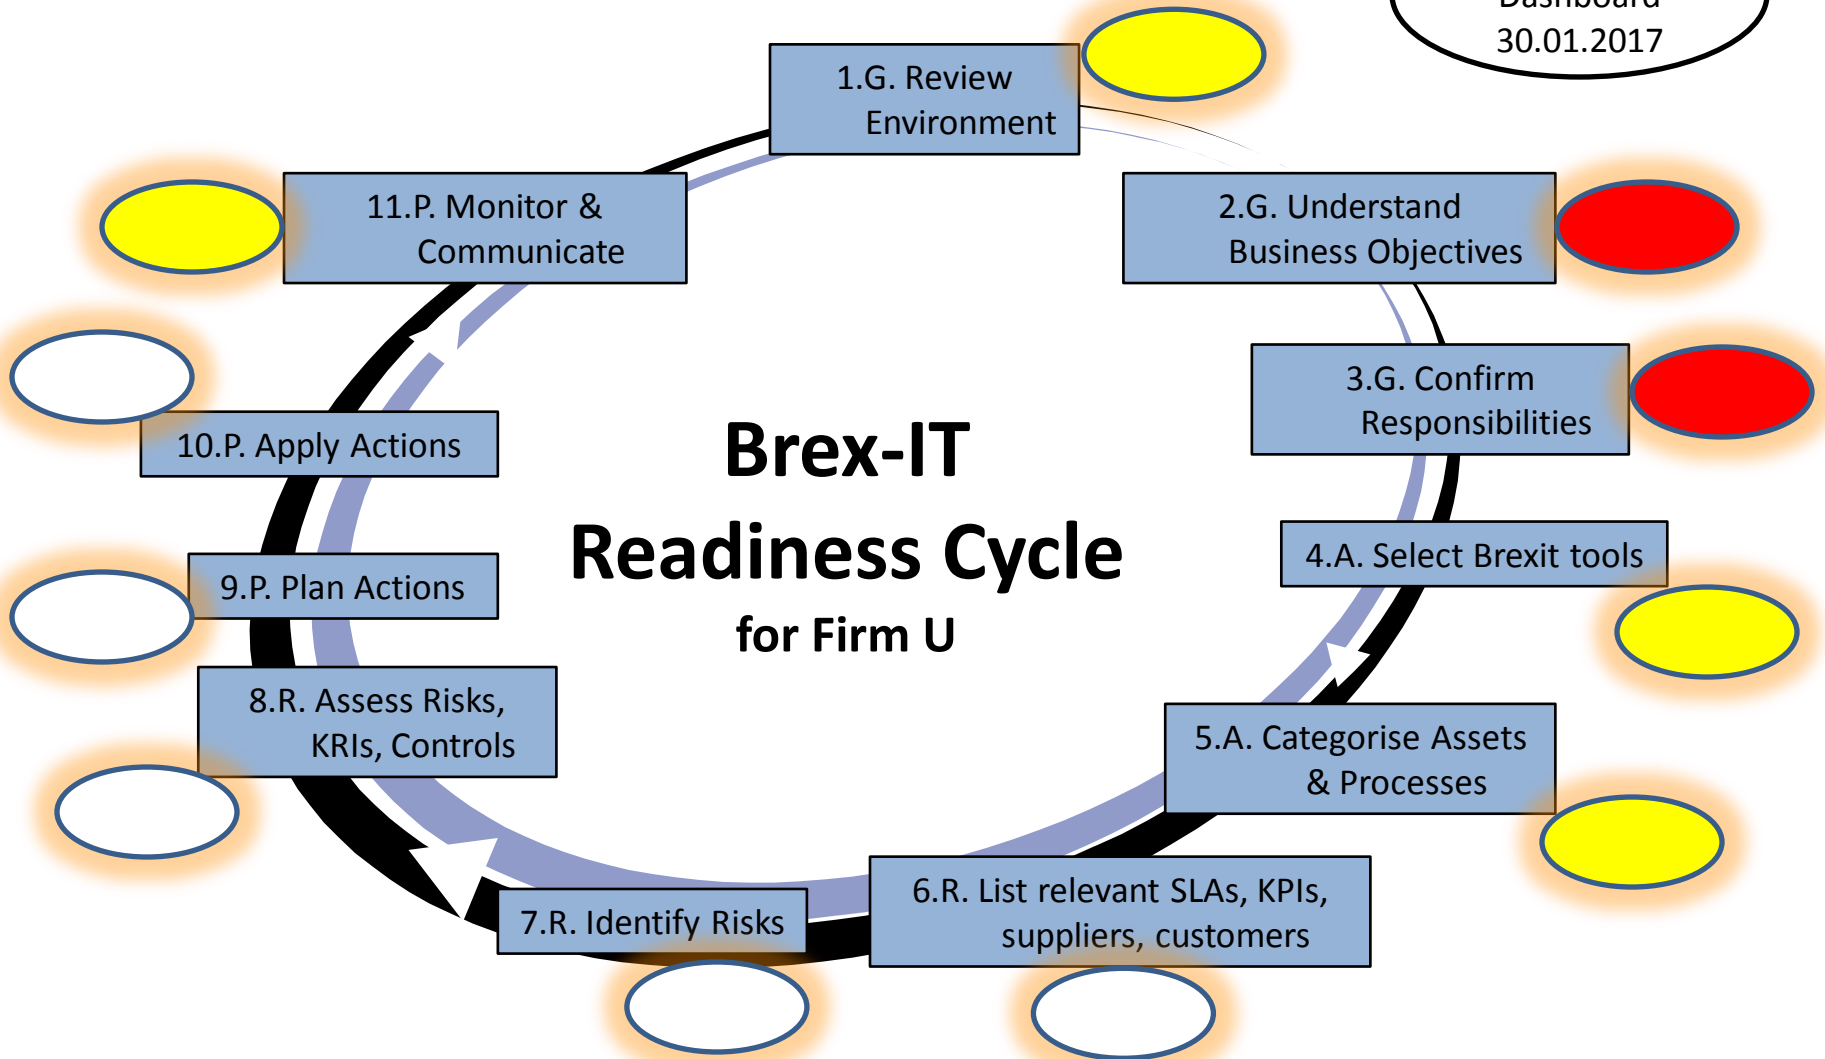 Dashboard
30.01.2017
1.G. Review
Environment
2.G. Understand
Business Objectives
3.G. Confirm
Responsibilities
4.A. Select Brexit tools
5.A. Categorise Assets
& Processes
6.R. List relevant SLAs, KPIs,
suppliers, customers
7.R. Identify Risks
8.R. Assess Risks,
KRIs, Controls
9.P. Plan Actions
10.P. Apply Actions
11.P. Monitor &
Communicate
Brex-IT
Readiness Cycle
for Firm U